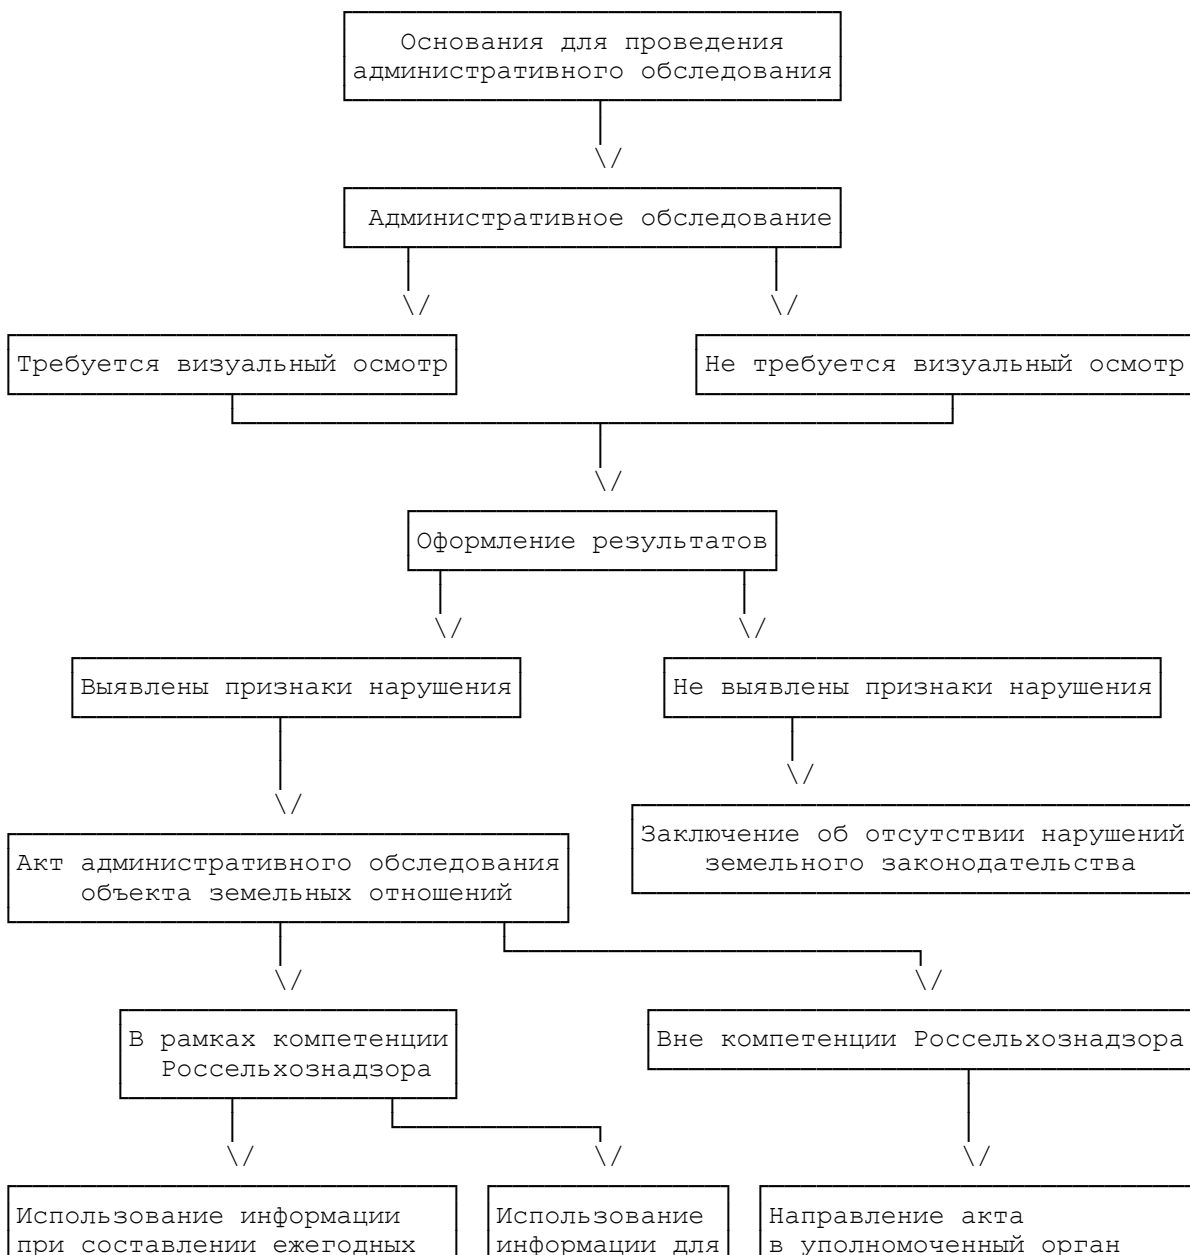 Основания для проведения
административного обследования
Административное обследование
Требуется визуальный осмотр
Не требуется визуальный осмотр
Оформление результатов
Выявлены признаки нарушения
Не выявлены признаки нарушения
Заключение об отсутствии нарушений
земельного законодательства
Акт административного обследования
объекта земельных отношений
В рамках компетенции
Россельхознадзора
Вне компетенции Россельхознадзора
Использование информации
при составлении ежегодных
Использование
информации для
Направление акта
в уполномоченный орган